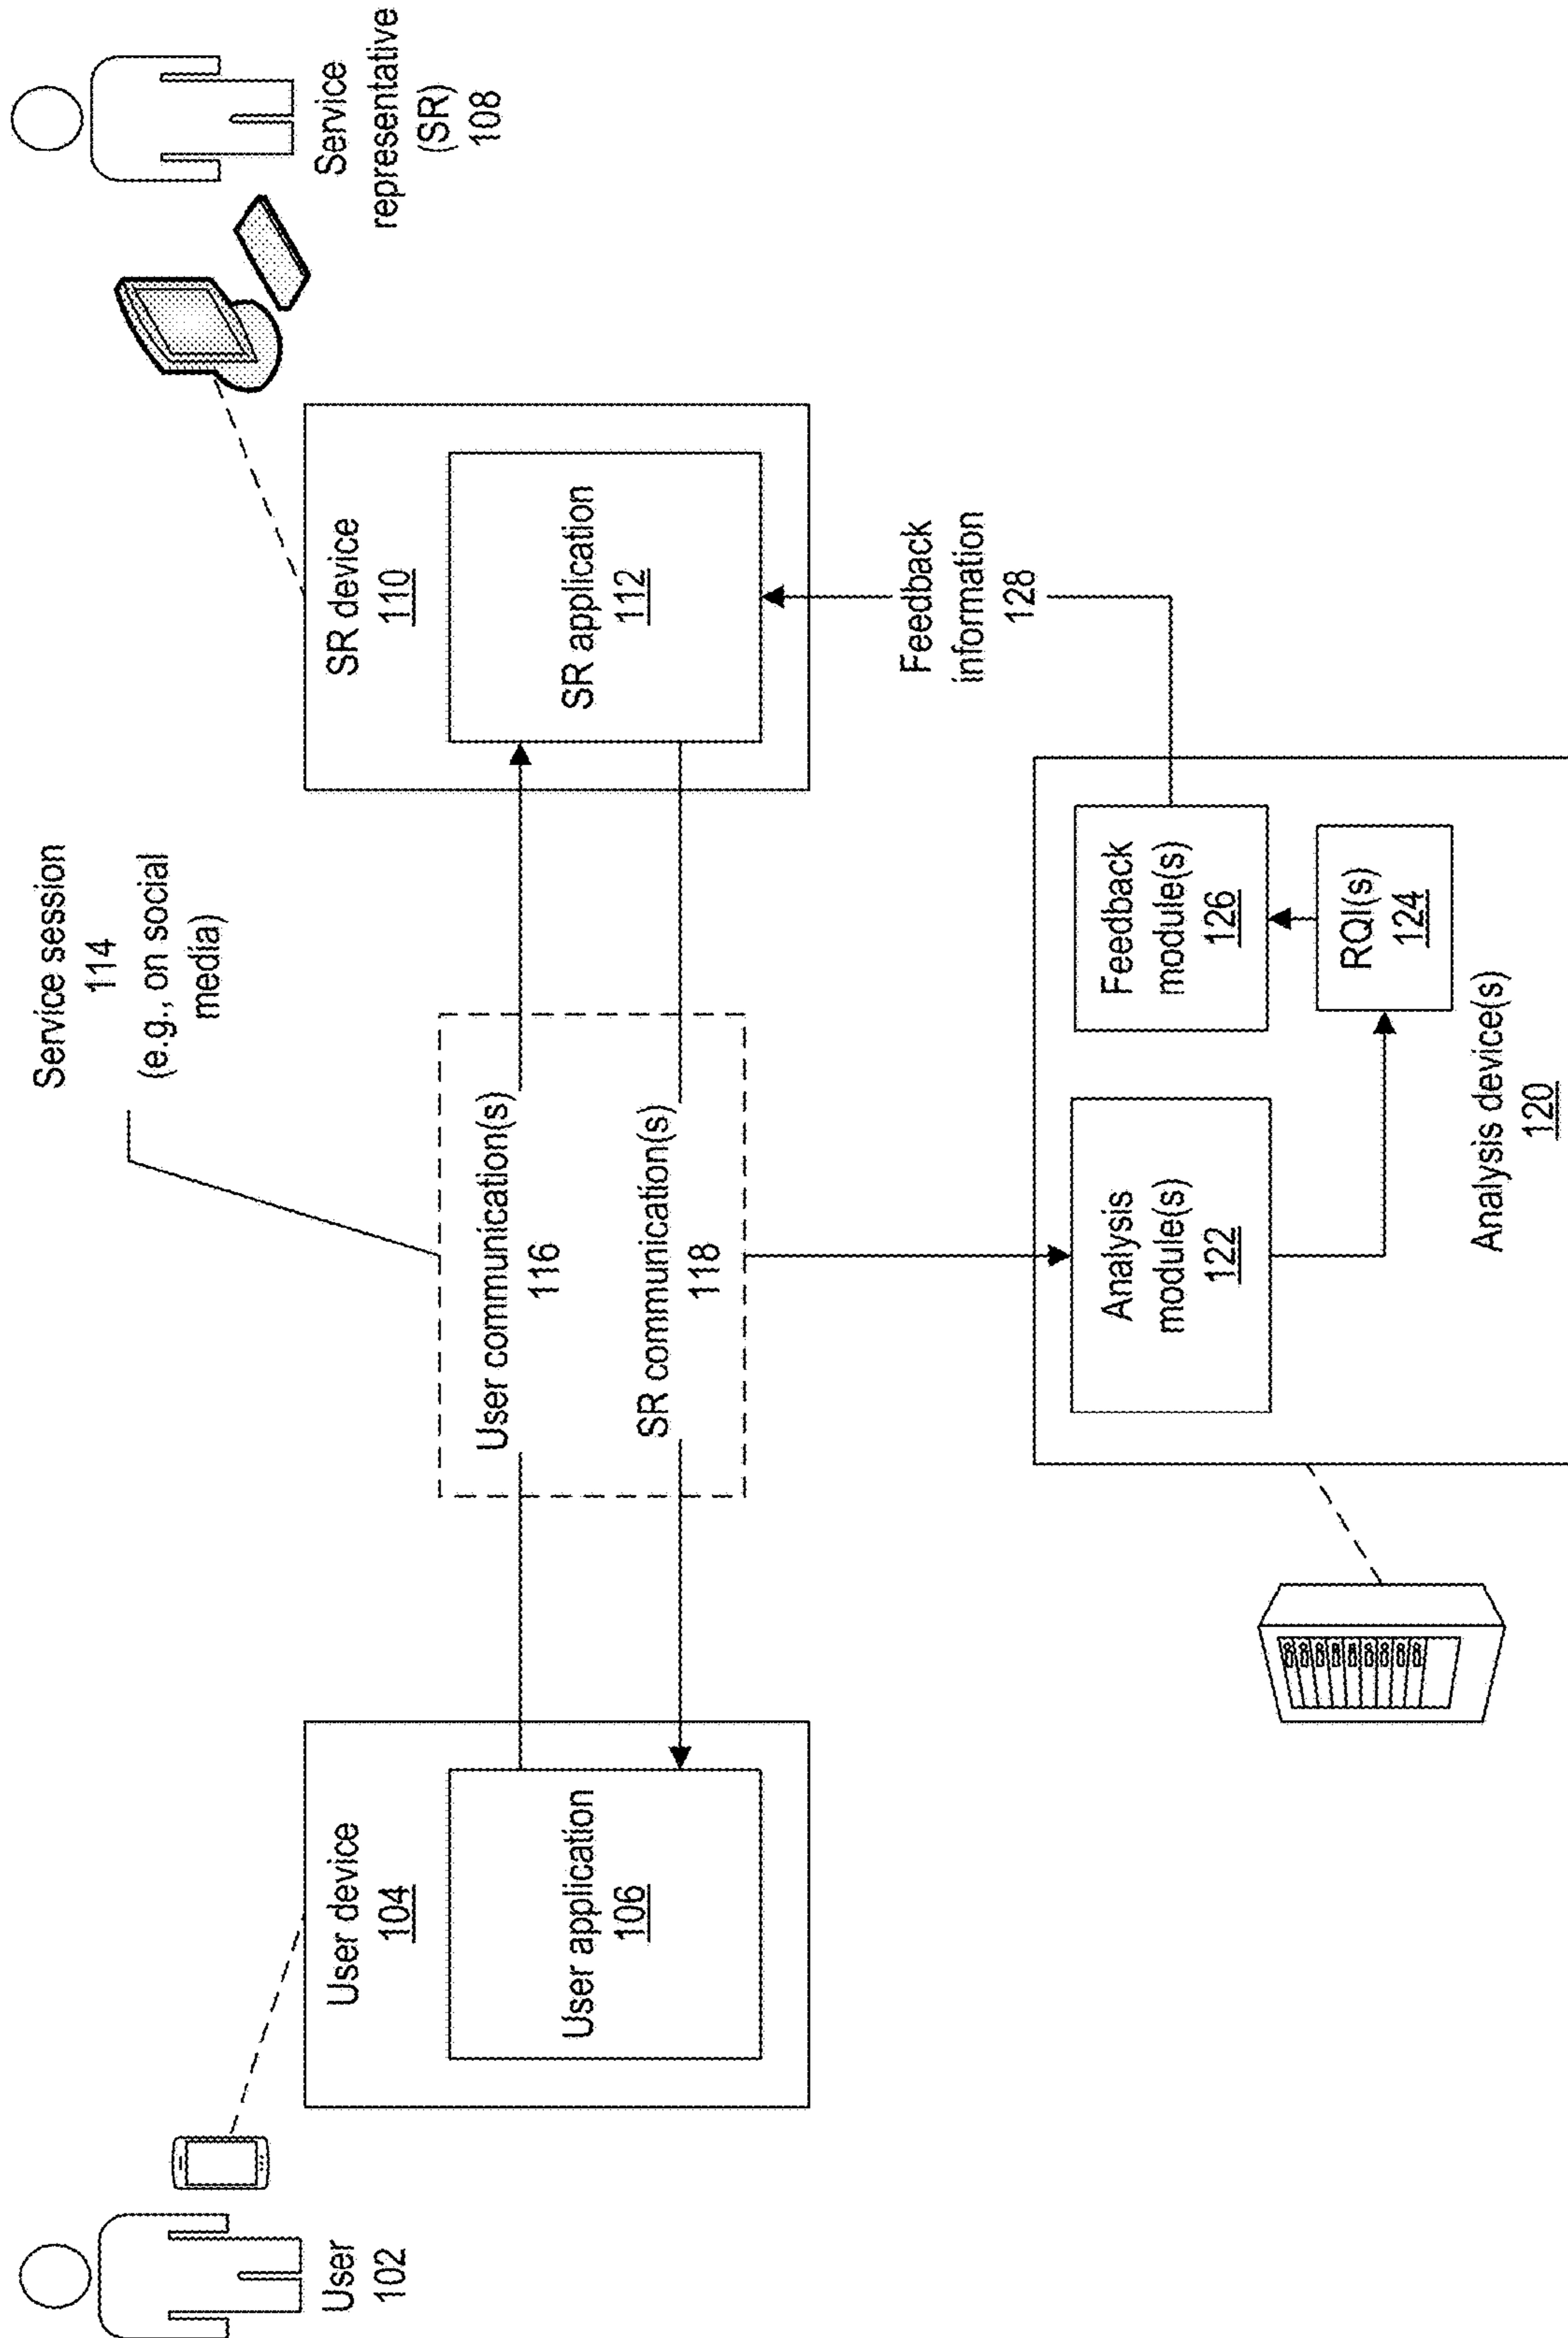 Service session
114
(e.g., on social
media)
User
102
User device
104
User application
106
User communication(s)
116
SR communication(s)
118
SR device
110
SR application
112
Service
representative
(SR)
108
Feedback
information
128
Analysis
module(s)
122
Feedback
module(s)
126
RQI(s)
124
Analysis device(s)
120